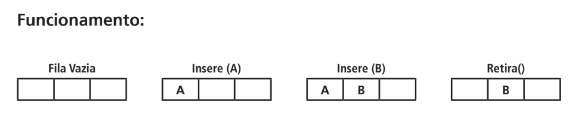 Funcionamento:
Fila Vazia Insere (A) Insere (B) Retira()
A A B B